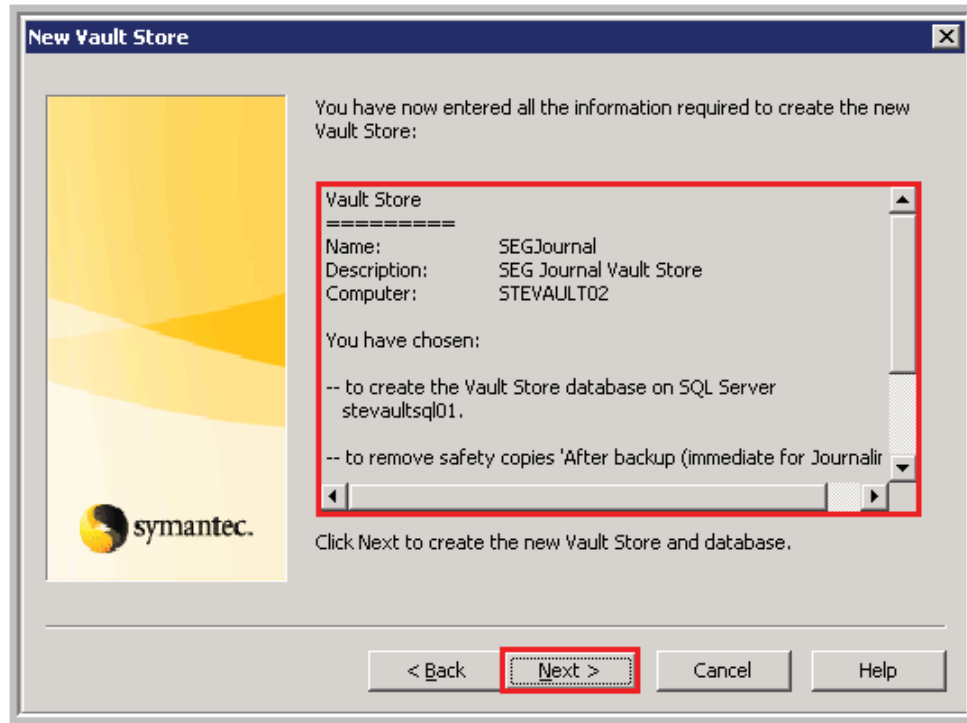 New Vault Store
You have now entered all the information required to create the new
Vault Store:
Vault Store
=========
Name: SEGJournal
Description: SEG Journal Vault Store
Computer: STEVAULT02
You have chosen:
-- to create the Vault Store database on SQL Server
stevaultsql01.
-- to remove safety copies 'After backup (immediate for Journalin
symantec.
Click Next to create the new Vault Store and database.
< Back
Next >
Cancel
Help